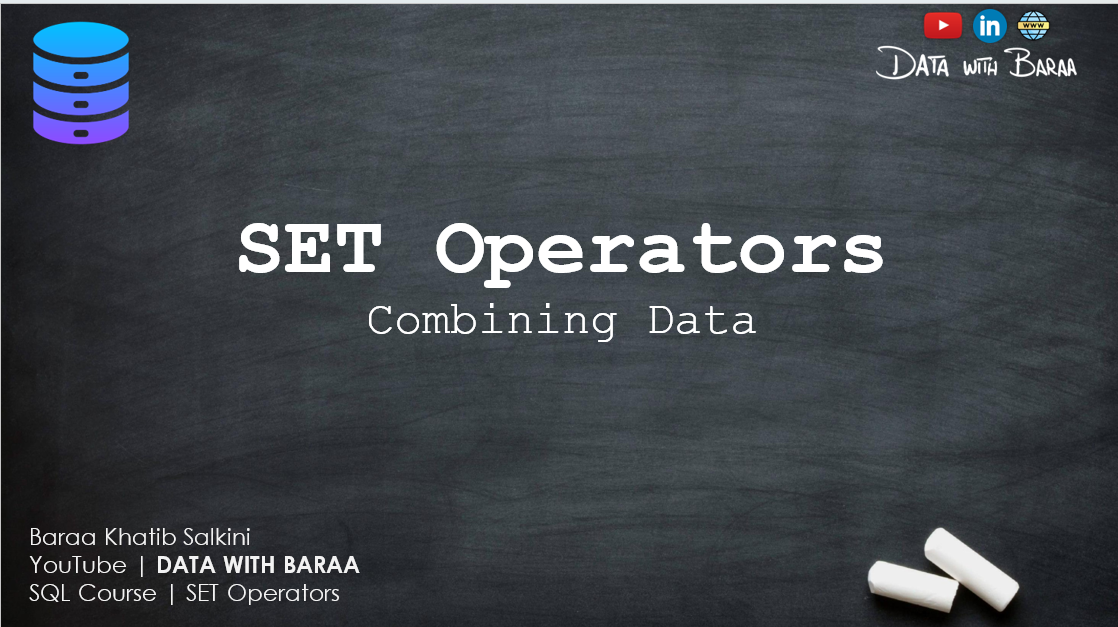 WWW
DATA WITH BARAA
SET Operators
Combining Data
Baraa Khatib Salkini
YouTube | DATA WITH BARAA
SQL Course | SET Operators
in